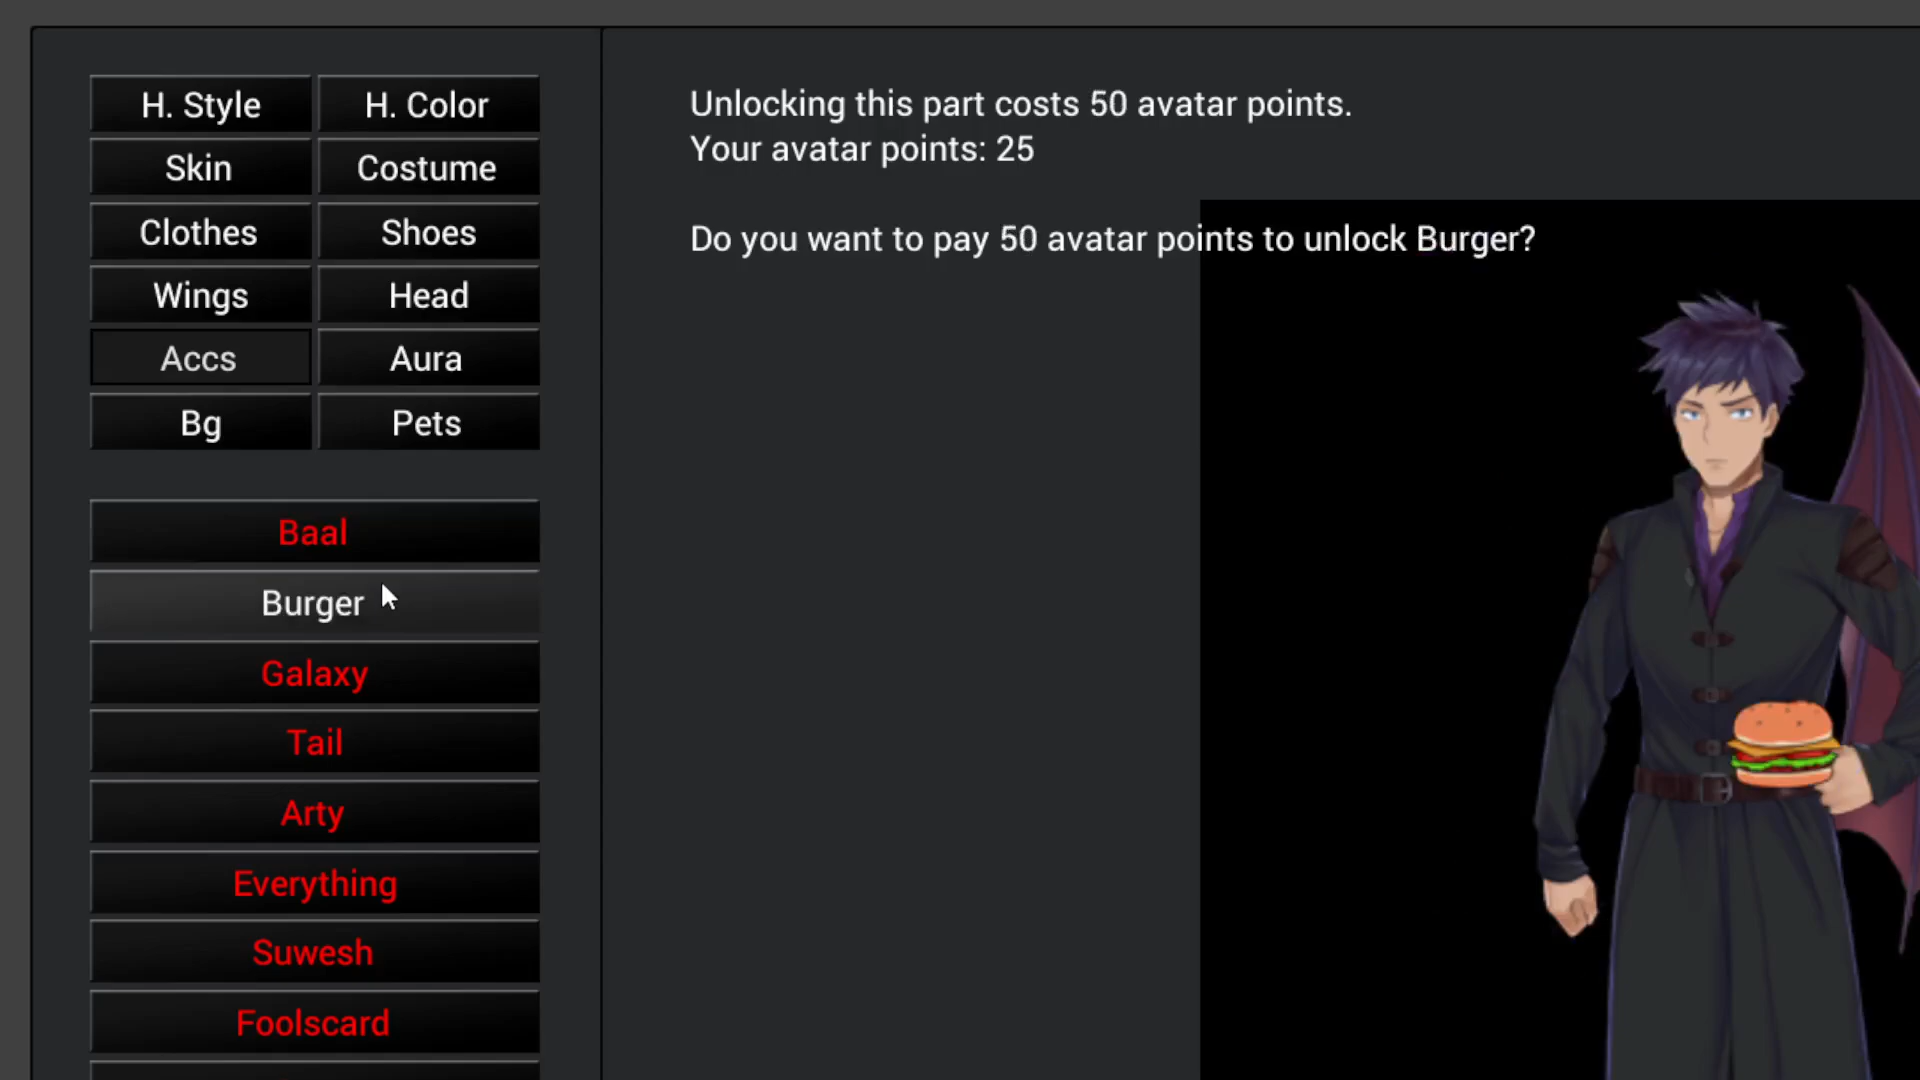 H. Style
H. Color
Skin
Costume
Clothes
Shoes
Wings
Head
Accs
Aura
Bg
Pets
Baal
Burger
Galaxy
Tail
Arty
Everything
Suwesh
Foolscard
Unlocking this part costs 50 avatar points.
Your avatar points: 25
Do you want to pay 50 avatar points to unlock Burger?